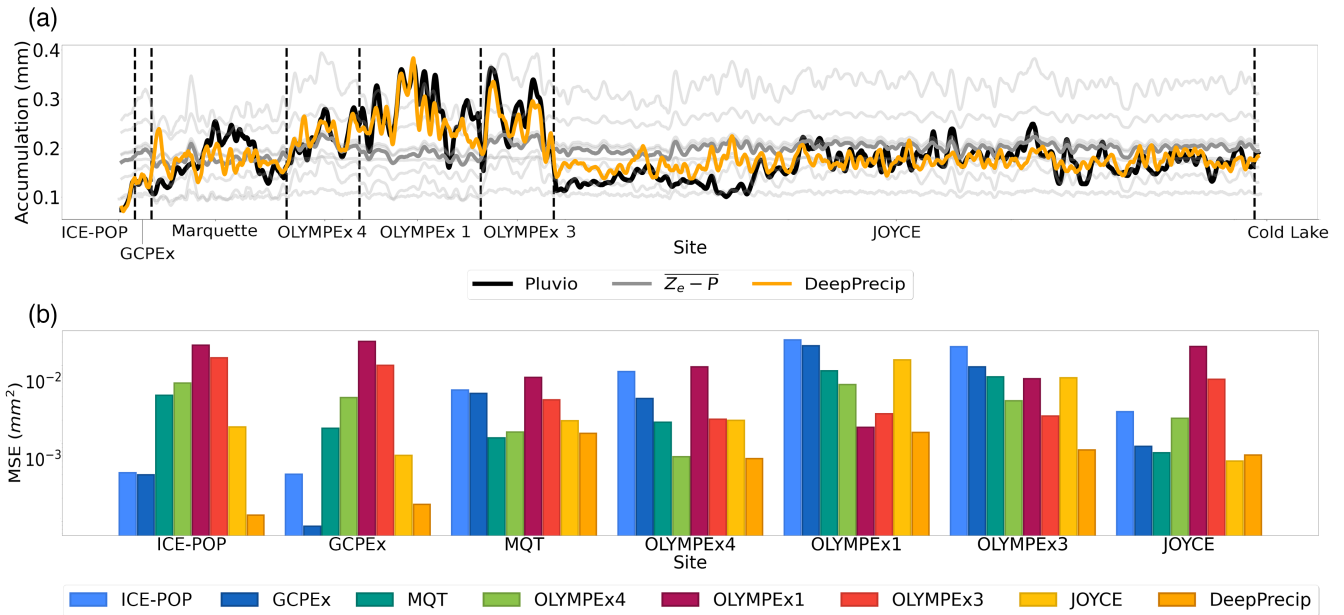 (a)
Accumulation (mm)
0.4
0.3
0.2
0.1
ICE-POP
GCPEx
Marquette
OLYMPEx 4
OLYMPEx 1
OLYMPEx 3
JOYCE
Cold Lake
Site
Pluvio
Z_e − P
DeepPrecip
(b)
MSE (mm²)
10⁻²
10⁻³
ICE-POP GCPEx MQT OLYMPEx4 OLYMPEx1 OLYMPEx3 JOYCE
Site
ICE-POP GCPEx MQT OLYMPEx4 OLYMPEx1 OLYMPEx3 JOYCE DeepPrecip